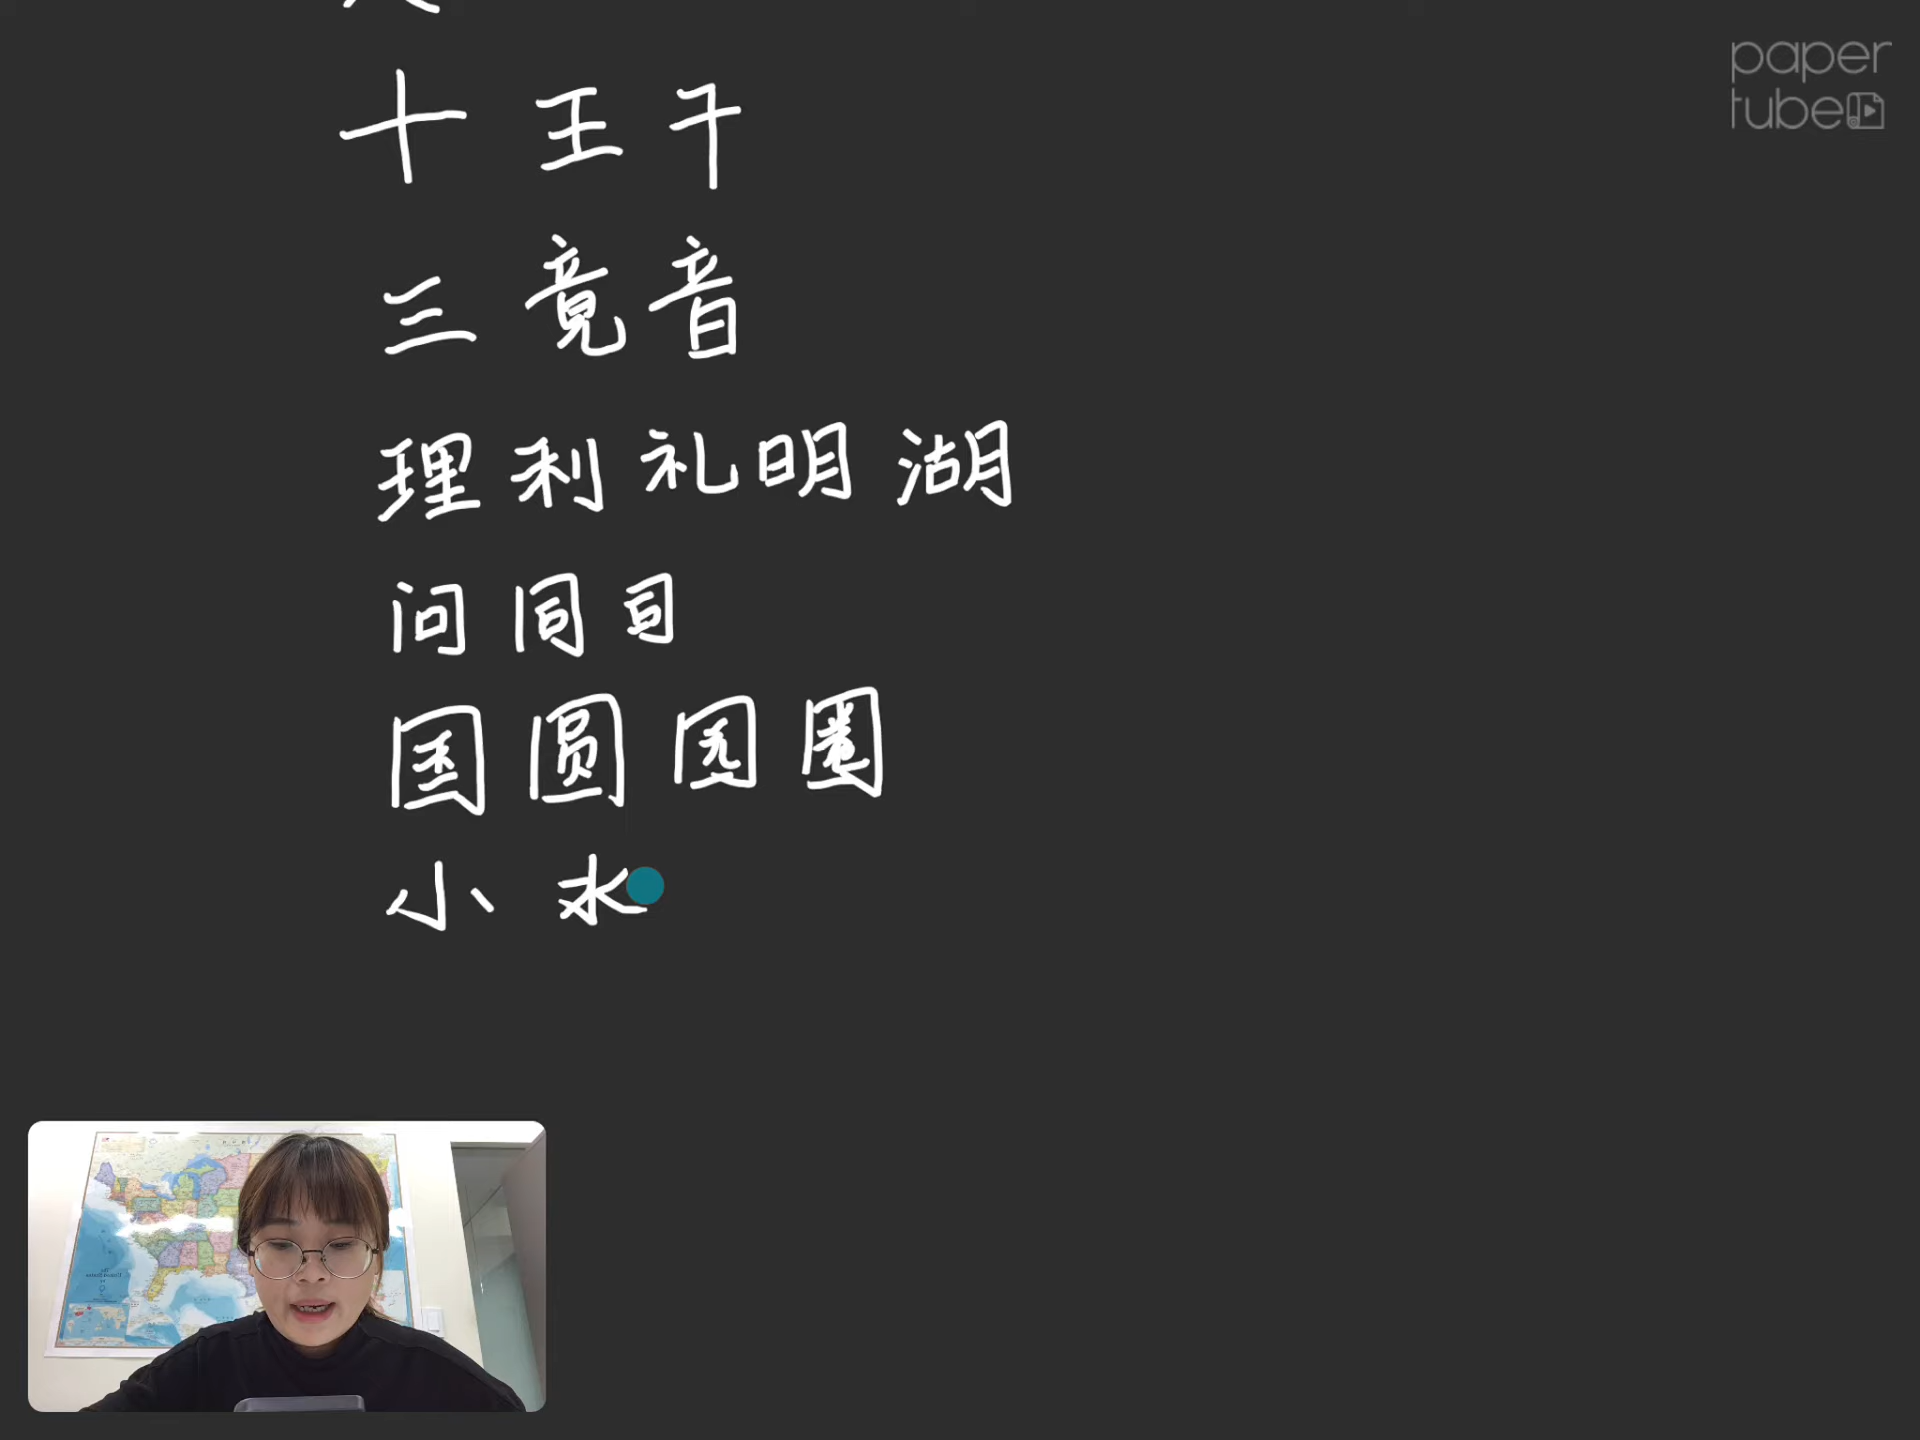 十 王 干
三 竟 音
理 利 礼 明 湖
问 同 司
国 圆 园 圈
小 水
paper
tube